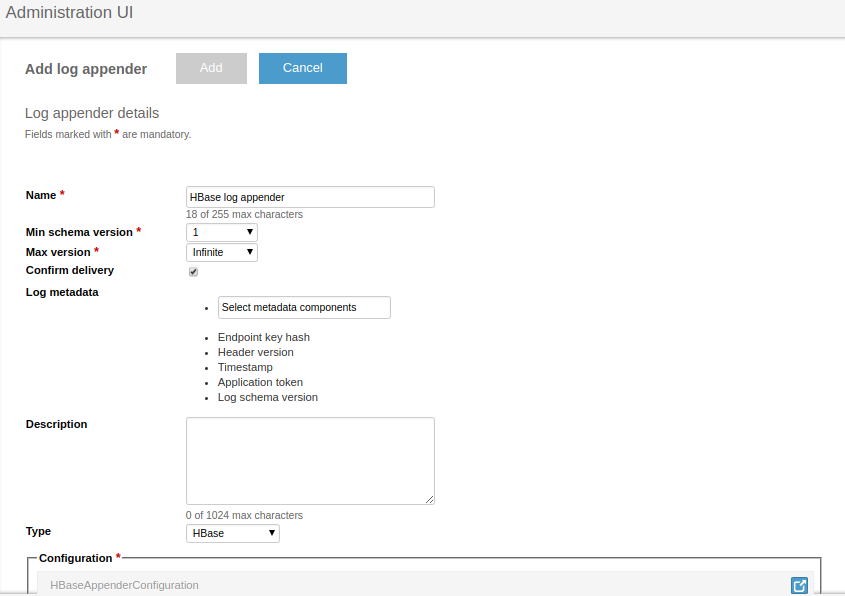 Administration UI
Add log appender Add Cancel
Log appender details
Fields marked with * are mandatory.
Name * HBase log appender
18 of 255 max characters
Min schema version * 1
Max version * Infinite
Confirm delivery
Log metadata
Select metadata components
Endpoint key hash
Header version
Timestamp
Application token
Log schema version
Description
0 of 1024 max characters
Type HBase
Configuration *
HBaseAppenderConfiguration